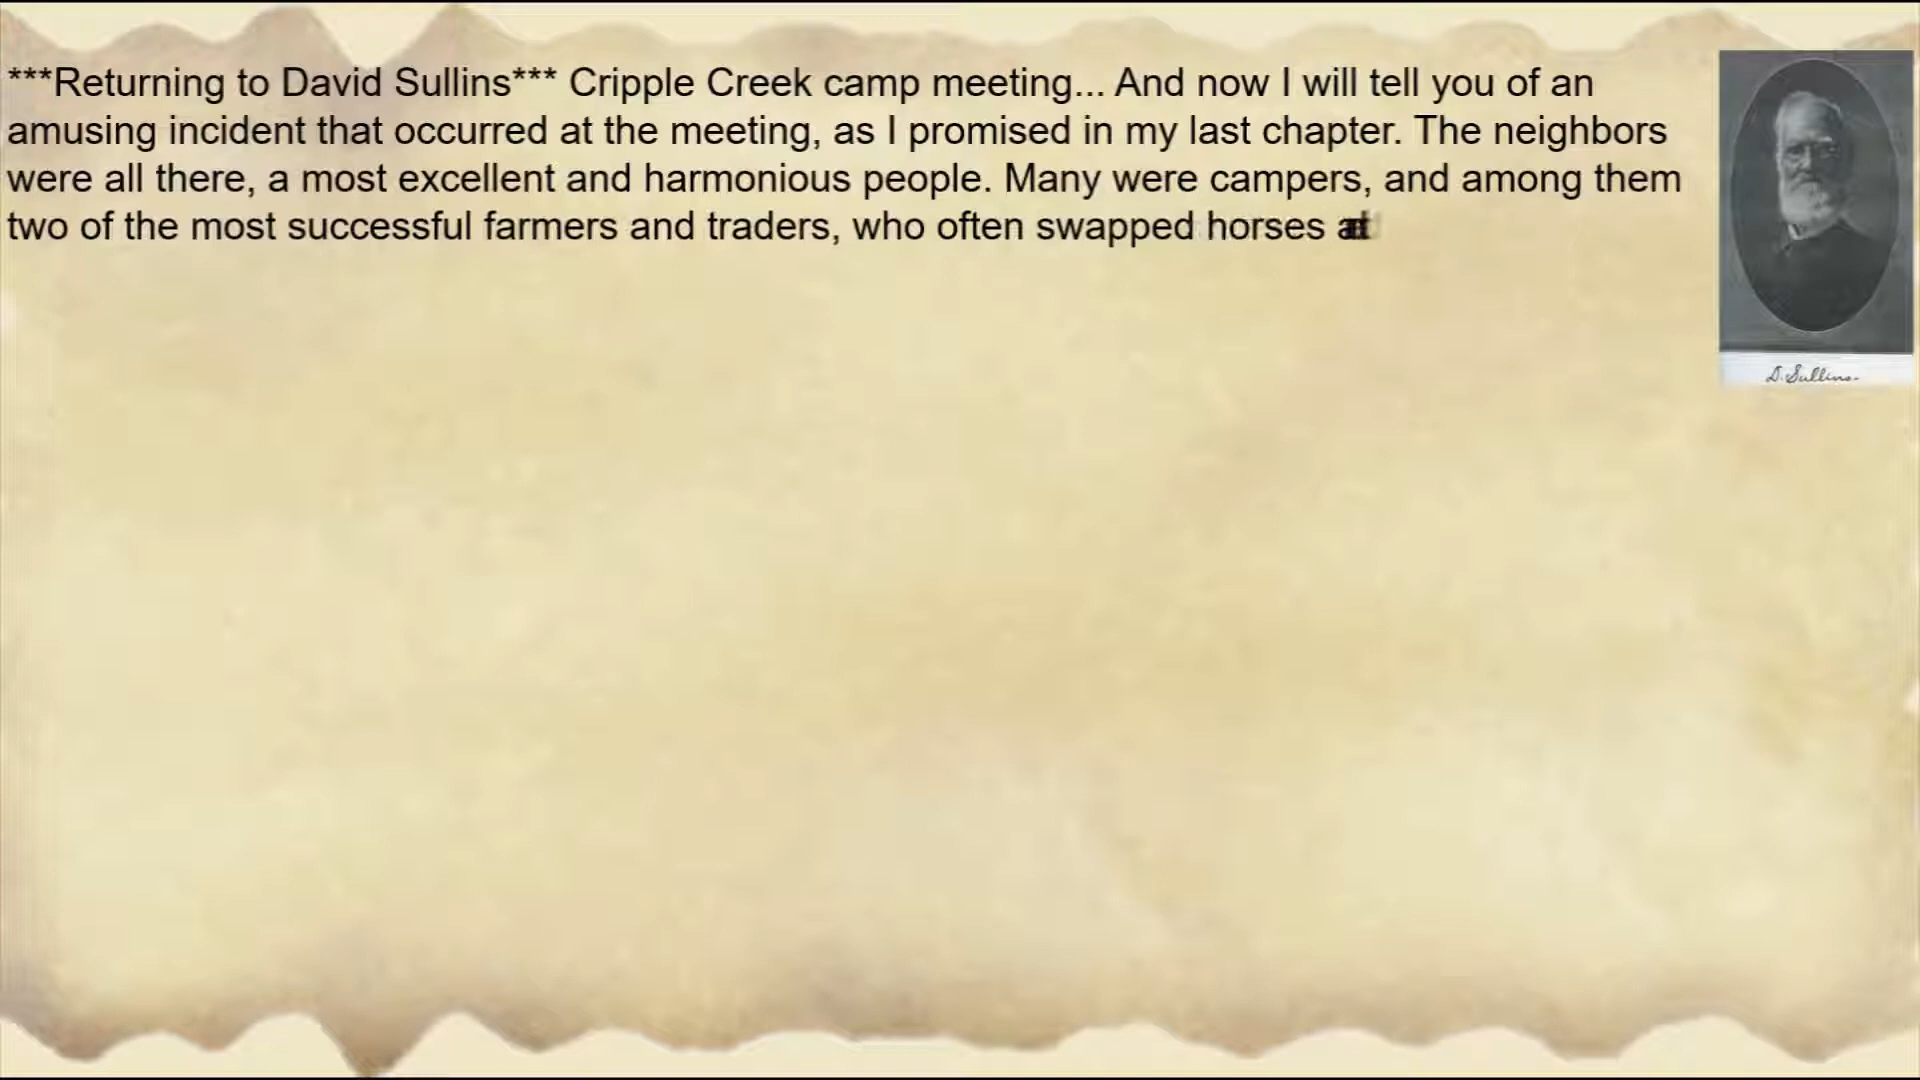 ***Returning to David Sullins*** Cripple Creek camp meeting... And now I will tell you of an
amusing incident that occurred at the meeting, as I promised in my last chapter. The neighbors
were all there, a most excellent and harmonious people. Many were campers, and among them
two of the most successful farmers and traders, who often swapped horses
D. Sullins.